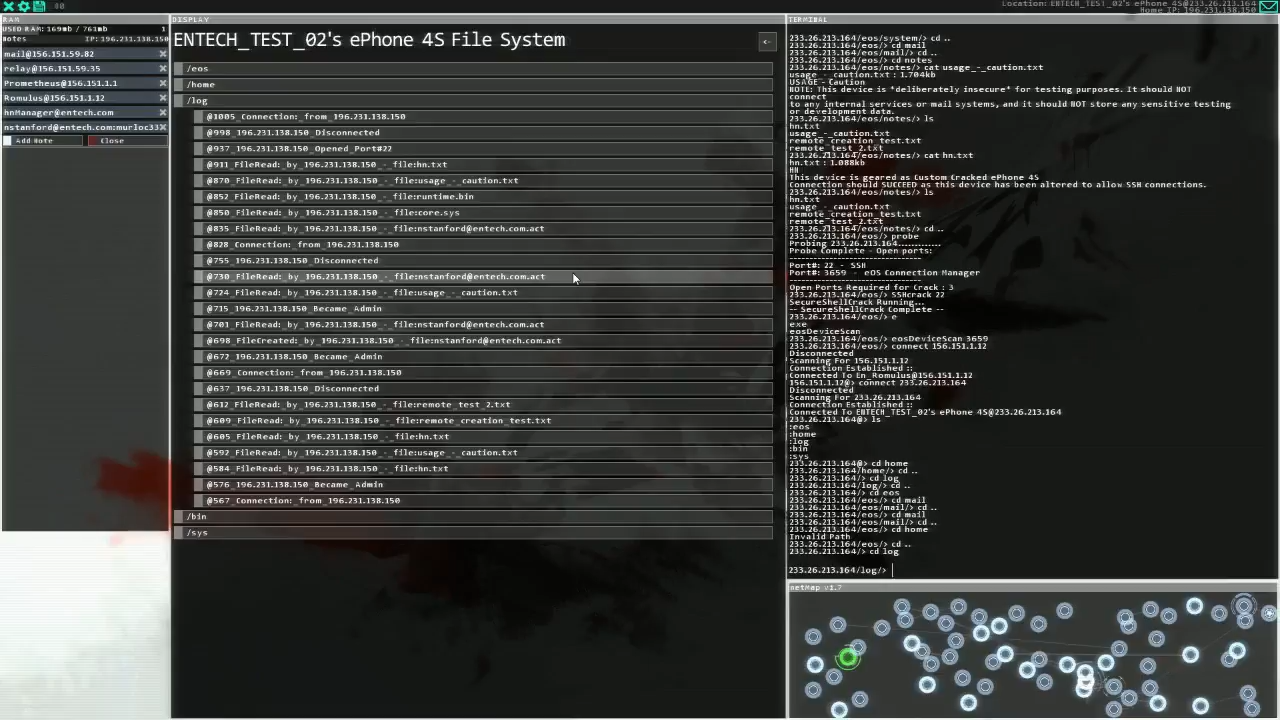 Location: ENTECH_TEST_02's ePhone 4S@233.26.213.164
Home IP: 196.231.138.150
RAM
USED RAM: 169mb / 761mb 1
notes IP: 196.231.138.150
mail@156.151.59.82
relay@156.151.59.35
Prometheus@156.151.1.1
Romulus@156.151.1.12
hnManager@entech.com
nstanford@entech.com:murloc33
Add Note Close
DISPLAY
ENTECH_TEST_02's ePhone 4S File System
<-
/eos
/home
/log
@1005_Connection:_from_196.231.138.150
@998_196.231.138.150_Disconnected
@937_196.231.138.150_Opened_Port#22
@911_FileRead:_by_196.231.138.150_-_file:hn.txt
@870_FileRead:_by_196.231.138.150_-_file:usage_-_caution.txt
@852_FileRead:_by_196.231.138.150_-_file:runtime.bin
@850_FileRead:_by_196.231.138.150_-_file:core.sys
@835_FileRead:_by_196.231.138.150_-_file:nstanford@entech.com.act
@828_Connection:_from_196.231.138.150
@755_196.231.138.150_Disconnected
@730_FileRead:_by_196.231.138.150_-_file:nstanford@entech.com.act
@724_FileRead:_by_196.231.138.150_-_file:usage_-_caution.txt
@715_196.231.138.150_Became_Admin
@701_FileRead:_by_196.231.138.150_-_file:nstanford@entech.com.act
@698_FileCreated:_by_196.231.138.150_-_file:nstanford@entech.com.act
@672_196.231.138.150_Became_Admin
@669_Connection:_from_196.231.138.150
@637_196.231.138.150_Disconnected
@612_FileRead:_by_196.231.138.150_-_file:remote_test_2.txt
@609_FileRead:_by_196.231.138.150_-_file:remote_creation_test.txt
@605_FileRead:_by_196.231.138.150_-_file:hn.txt
@592_FileRead:_by_196.231.138.150_-_file:usage_-_caution.txt
@584_FileRead:_by_196.231.138.150_-_file:hn.txt
@576_196.231.138.150_Became_Admin
@567_Connection:_from_196.231.138.150
/bin
/sys
TERMINAL
233.26.213.164/eos/system/> cd ..
233.26.213.164/eos/> cd mail
233.26.213.164/eos/mail/> cd ..
233.26.213.164/eos/> cd notes
233.26.213.164/eos/notes/> cat usage_-_caution.txt
usage_-_caution.txt : 1.704kb
USAGE - Caution
NOTE: This device is *deliberately insecure* for testing purposes. It should NOT
connect
to any internal services or mail systems, and it should NOT store any sensitive testing
or development data.
233.26.213.164/eos/notes/> ls
hn.txt
usage_-_caution.txt
remote_creation_test.txt
remote_test_2.txt
233.26.213.164/eos/notes/> cat hn.txt
hn.txt : 1.088kb
HN
This device is geared as Custom Cracked ePhone 4S
Connection should SUCCEED as this device has been altered to allow SSH connections.
233.26.213.164/eos/notes/> ls
hn.txt
usage_-_caution.txt
remote_creation_test.txt
remote_test_2.txt
233.26.213.164/eos/notes/> cd ..
233.26.213.164/eos/> probe
Probing 233.26.213.164.............
Probe Complete - Open ports:
---------------------------------
Port#: 22 - SSH
Port#: 3659 - eOS Connection Manager
---------------------------------
Open Ports Required for Crack : 3
233.26.213.164/eos/> SSHcrack 22
SecureShellCrack Running...
-- SecureShellCrack Complete --
233.26.213.164/eos/> e
exe
eosDeviceScan
233.26.213.164/eos/> eosDeviceScan 3659
233.26.213.164/eos/> connect 156.151.1.12
Disconnected
Scanning For 156.151.1.12
Connection Established ::
Connected To En_Romulus@156.151.1.12
156.151.1.12@> connect 233.26.213.164
Disconnected
Scanning For 233.26.213.164
Connection Established ::
Connected To ENTECH_TEST_02's ePhone 4S@233.26.213.164
233.26.213.164@> ls
:eos
:home
:log
:bin
:sys
233.26.213.164@> cd home
233.26.213.164/home/> cd ..
233.26.213.164/> cd log
233.26.213.164/log/> cd ..
233.26.213.164/> cd eos
233.26.213.164/eos/> cd mail
233.26.213.164/eos/mail/> cd ..
233.26.213.164/eos/> cd mail
233.26.213.164/eos/mail/> cd ..
233.26.213.164/eos/> cd home
Invalid Path
233.26.213.164/eos/> cd ..
233.26.213.164/> cd log
233.26.213.164/log/>
netMap v1.7